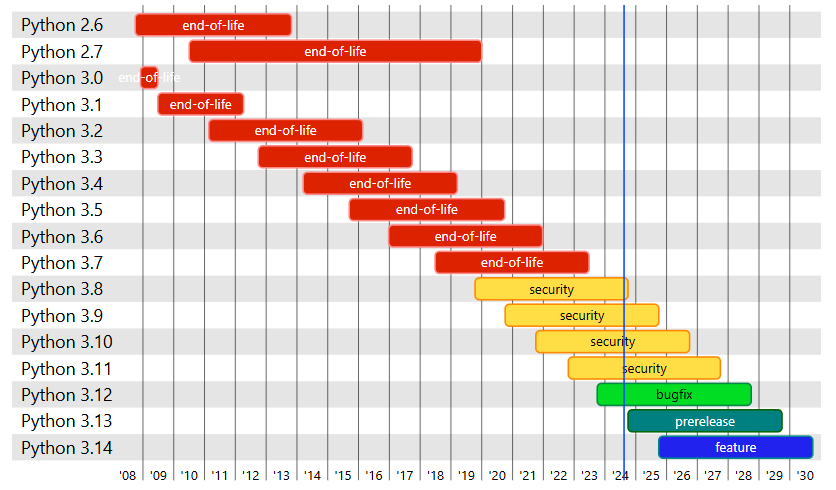 Python 2.6 end-of-life
Python 2.7 end-of-life
Python 3.0 end-of-life
Python 3.1 end-of-life
Python 3.2 end-of-life
Python 3.3 end-of-life
Python 3.4 end-of-life
Python 3.5 end-of-life
Python 3.6 end-of-life
Python 3.7 end-of-life
Python 3.8 security
Python 3.9 security
Python 3.10 security
Python 3.11 security
Python 3.12 bugfix
Python 3.13 prerelease
Python 3.14 feature
'08 '09 '10 '11 '12 '13 '14 '15 '16 '17 '18 '19 '20 '21 '22 '23 '24 '25 '26 '27 '28 '29 '30